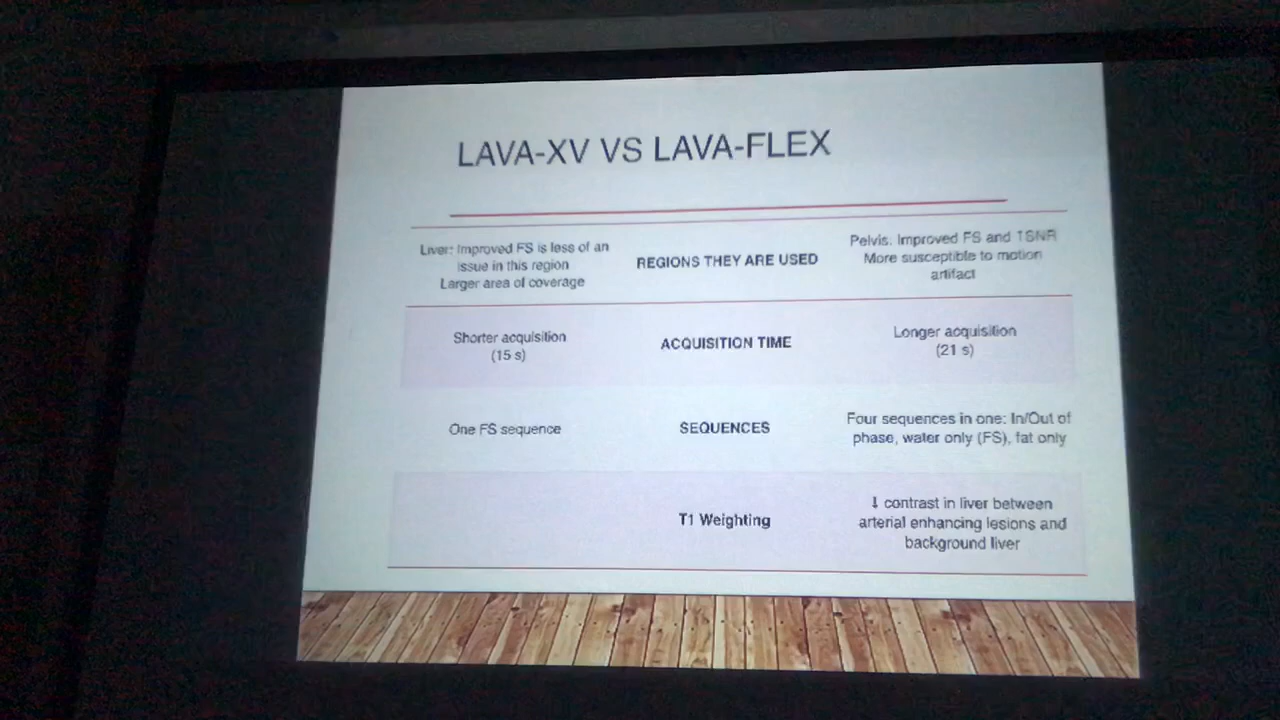 LAVA-XV VS LAVA-FLEX
Liver: Improved FS is less of an
issue in this region
Larger area of coverage
REGIONS THEY ARE USED
Pelvis. Improved FS and TSNR
More susceptible to motion
artifact
Shorter acquisition
(15 s)
ACQUISITION TIME
Longer acquisition
(21 s)
One FS sequence
SEQUENCES
Four sequences in one: In/Out of
phase, water only (FS), fat only
T1 Weighting
↓ contrast in liver between
arterial enhancing lesions and
background liver